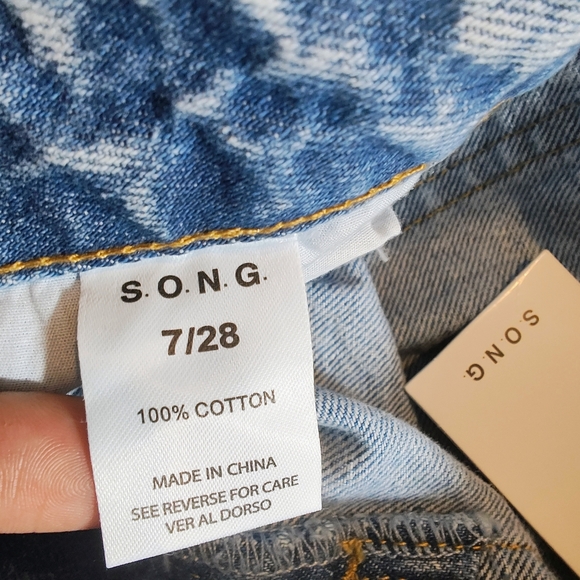 S.O.N.G.
7/28
100% COTTON
MADE IN CHINA
SEE REVERSE FOR CARE
VER AL DORSO
S.O.N.G.